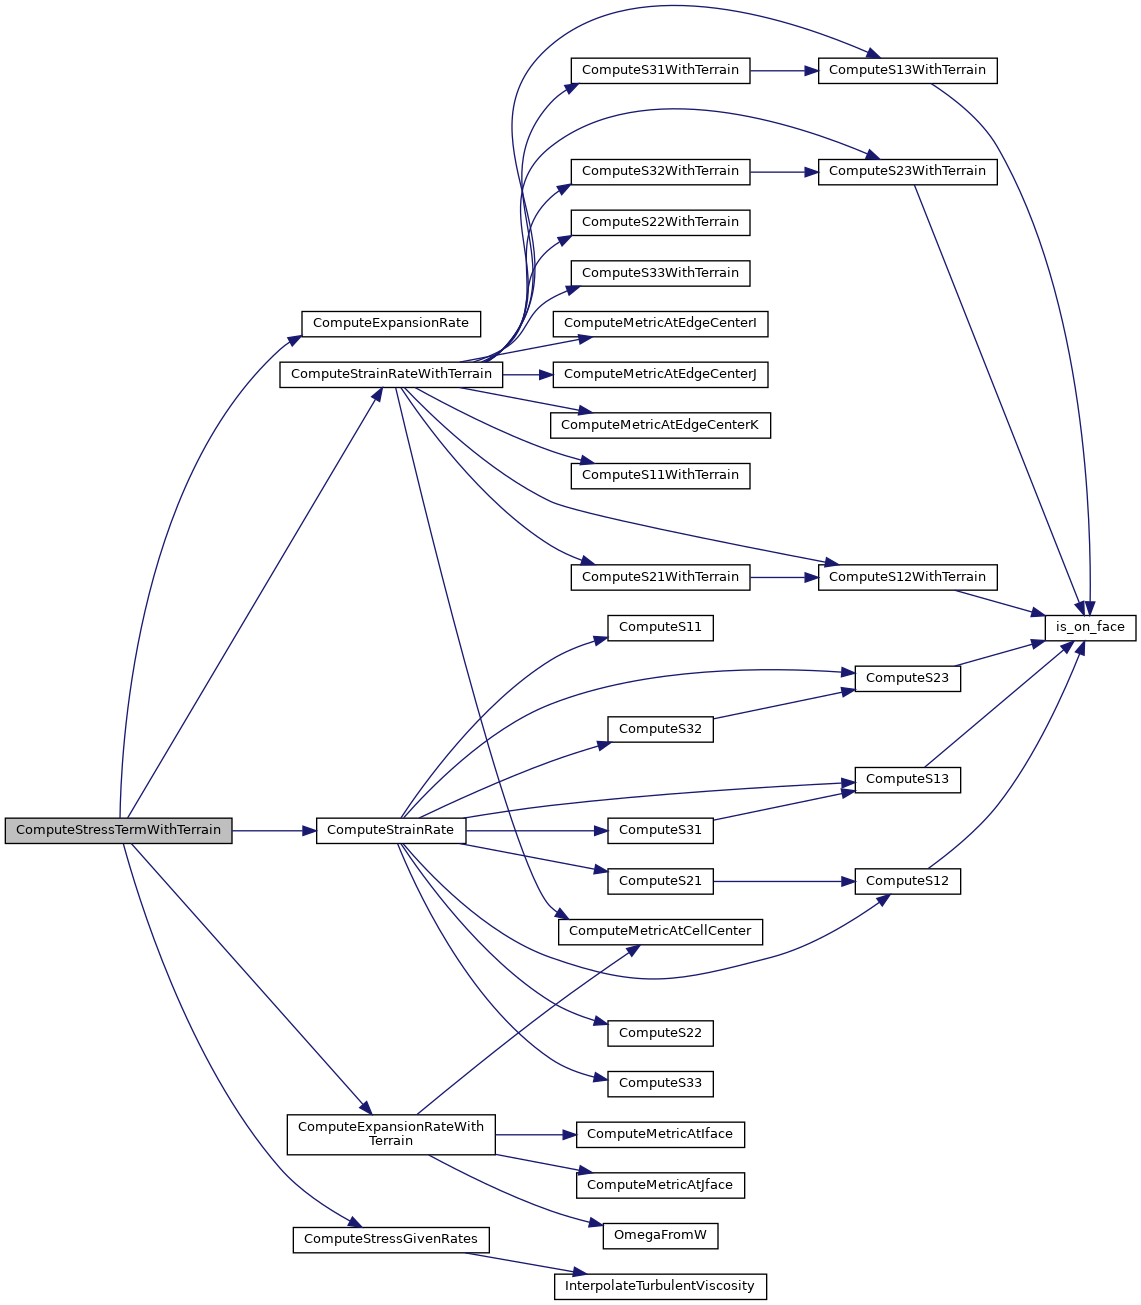 ComputeS31WithTerrain
ComputeS13WithTerrain
ComputeS32WithTerrain
ComputeS23WithTerrain
ComputeS22WithTerrain
ComputeS33WithTerrain
ComputeExpansionRate
ComputeMetricAtEdgeCenterI
ComputeStrainRateWithTerrain
ComputeMetricAtEdgeCenterJ
ComputeMetricAtEdgeCenterK
ComputeS11WithTerrain
ComputeS21WithTerrain
ComputeS12WithTerrain
ComputeS11
is_on_face
ComputeS23
ComputeS32
ComputeS13
ComputeStressTermWithTerrain
ComputeStrainRate
ComputeS31
ComputeS21
ComputeS12
ComputeMetricAtCellCenter
ComputeS22
ComputeS33
ComputeExpansionRateWith
Terrain
ComputeMetricAtIface
ComputeMetricAtJface
OmegaFromW
ComputeStressGivenRates
InterpolateTurbulentViscosity